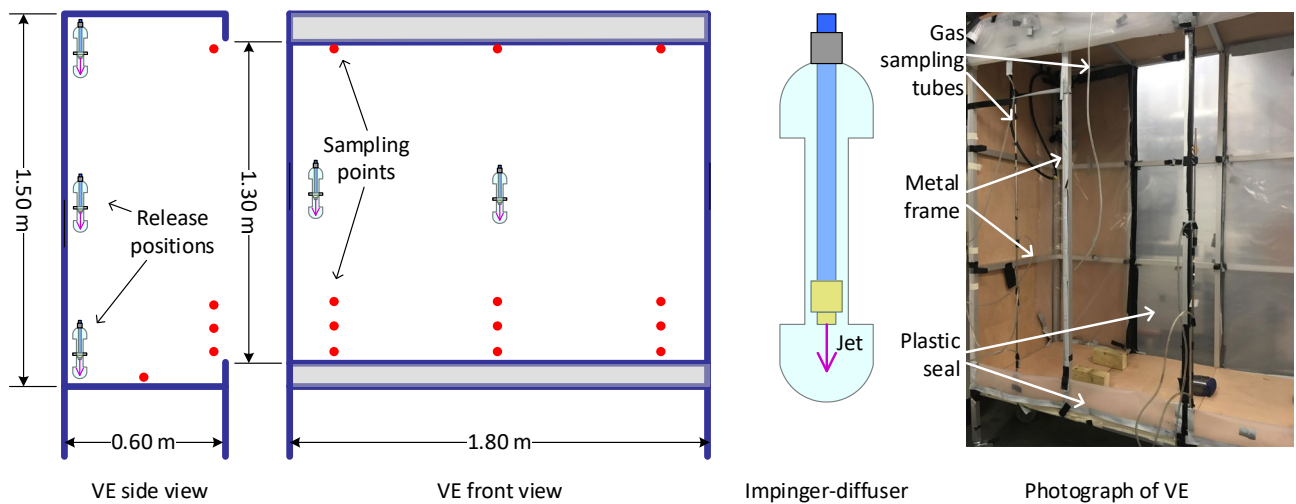 1.50 m
Release
positions
0.60 m
VE side view
Sampling
points
1.30 m
1.80 m
VE front view
Jet
Impinger-diffuser
Gas
sampling
tubes
Metal
frame
Plastic
seal
Photograph of VE